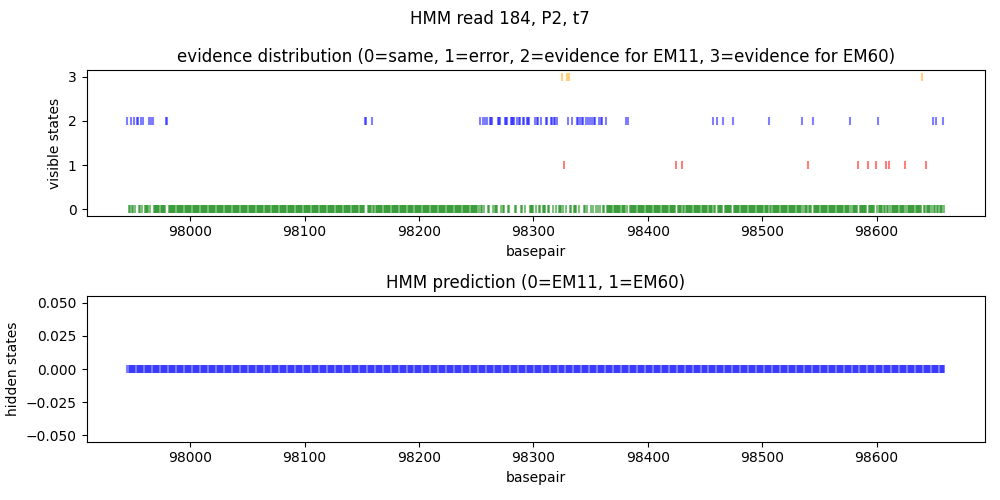 HMM read 184, P2, t7
evidence distribution (0=same, 1=error, 2=evidence for EM11, 3=evidence for EM60)
visible states
3
2
1
0
98000 98100 98200 98300 98400 98500 98600
basepair
HMM prediction (0=EM11, 1=EM60)
hidden states
0.050
0.025
0.000
−0.025
−0.050
98000 98100 98200 98300 98400 98500 98600
basepair